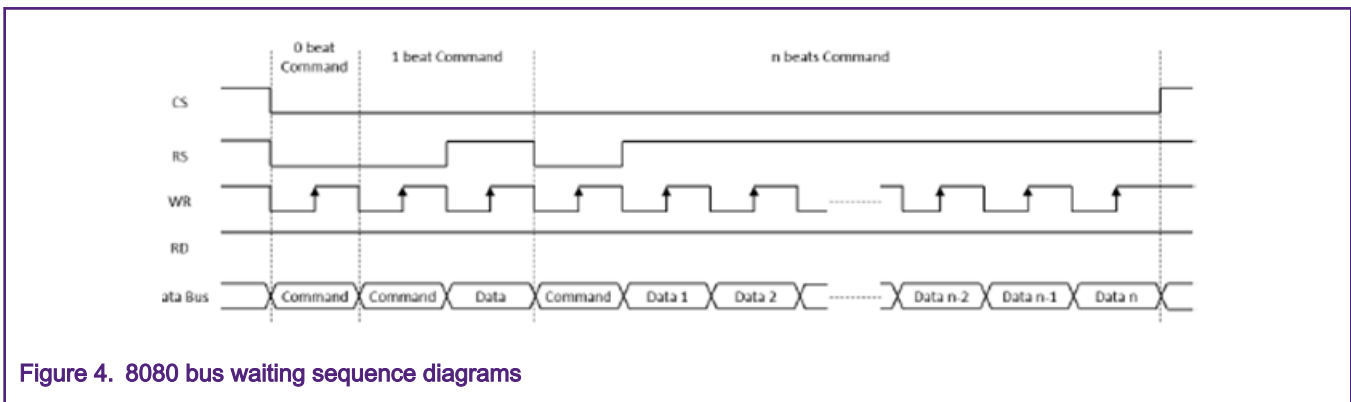 0 beat
Command
1 beat Command
n beats Command
CS
RS
WR
RD
ata Bus
Command
Command
Data
Command
Data 1
Data 2
Data n-2
Data n-1
Data n
Figure 4. 8080 bus waiting sequence diagrams